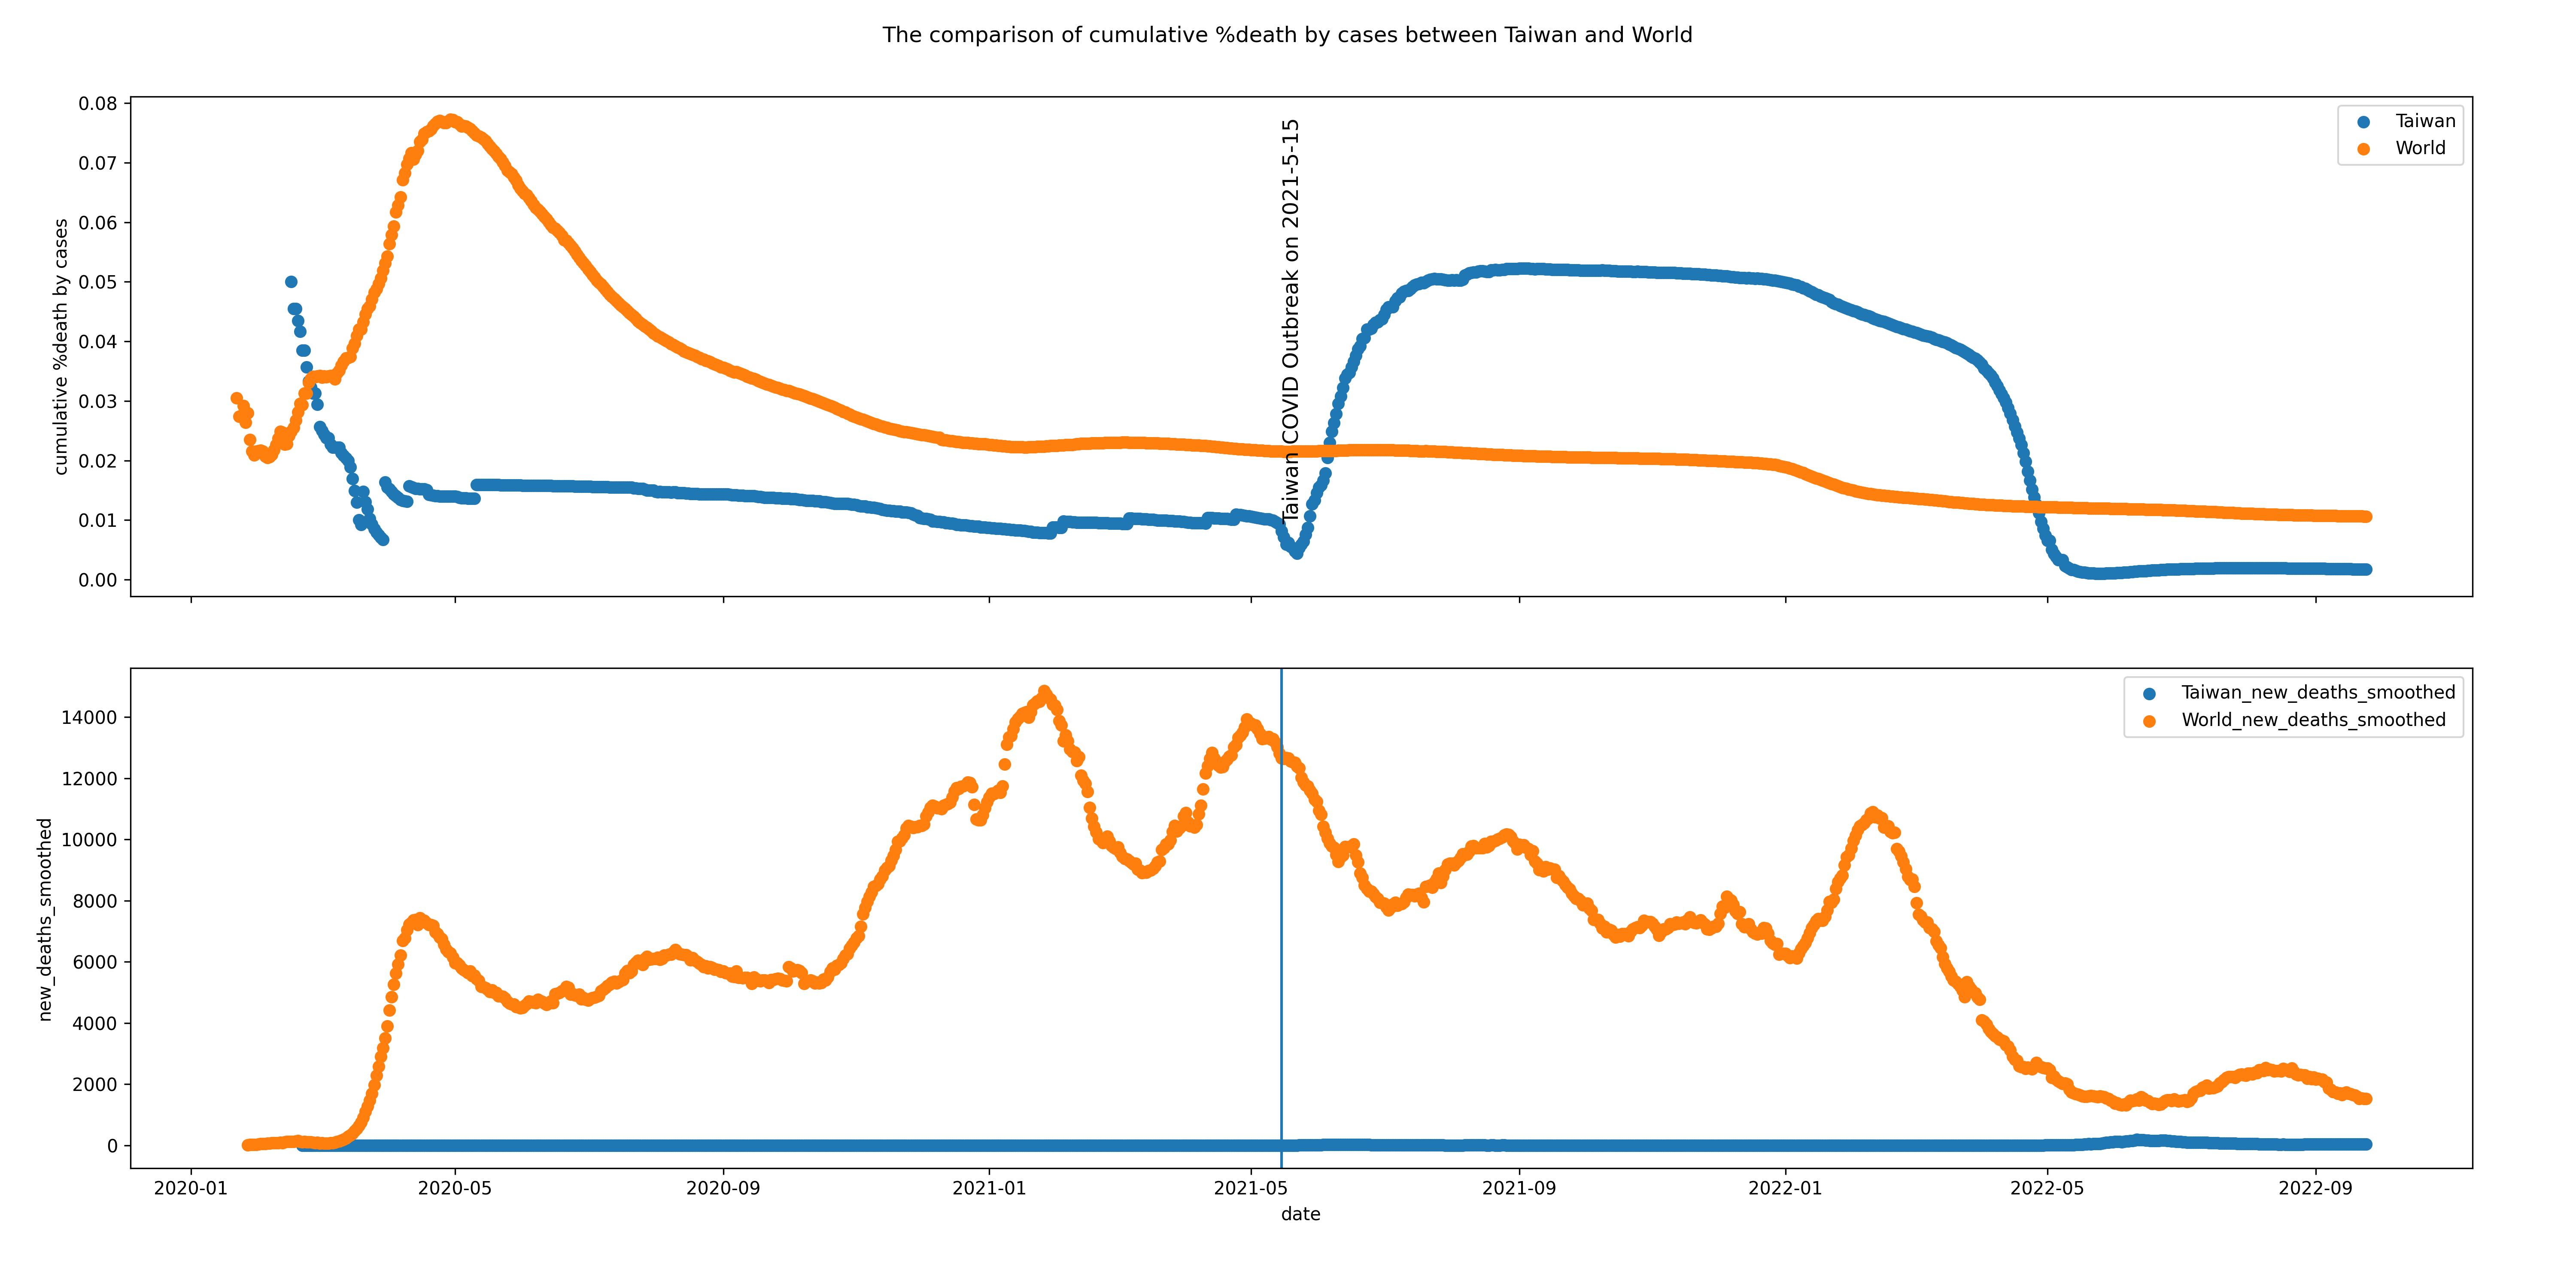 The comparison of cumulative %death by cases between Taiwan and World
cumulative %death by cases
0.08
0.07
0.06
0.05
0.04
0.03
0.02
0.01
0.00
Taiwan COVID Outbreak on 2021-5-15
Taiwan
World
new_deaths_smoothed
14000
12000
10000
8000
6000
4000
2000
0
Taiwan_new_deaths_smoothed
World_new_deaths_smoothed
2020-01 2020-05 2020-09 2021-01 2021-05 2021-09 2022-01 2022-05 2022-09
date